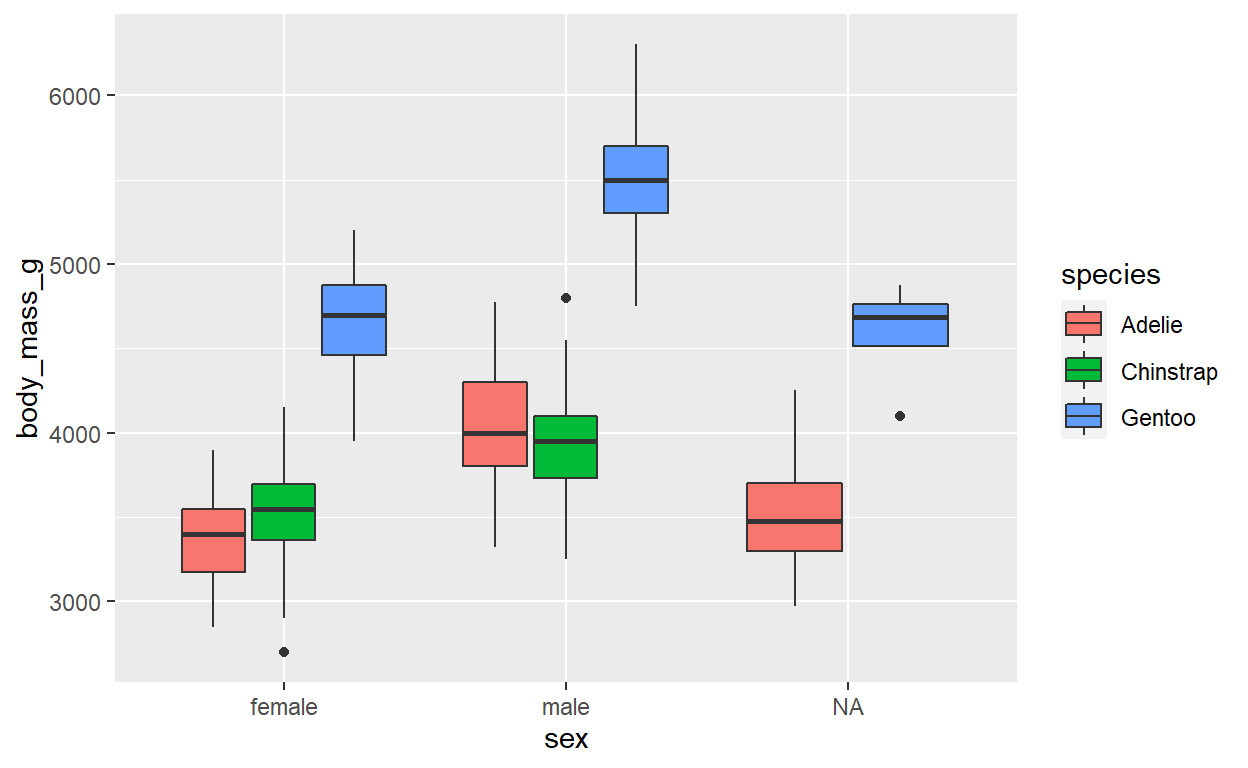 6000
5000
4000
3000
body_mass_g
female
male
NA
sex
species
Adelie
Chinstrap
Gentoo